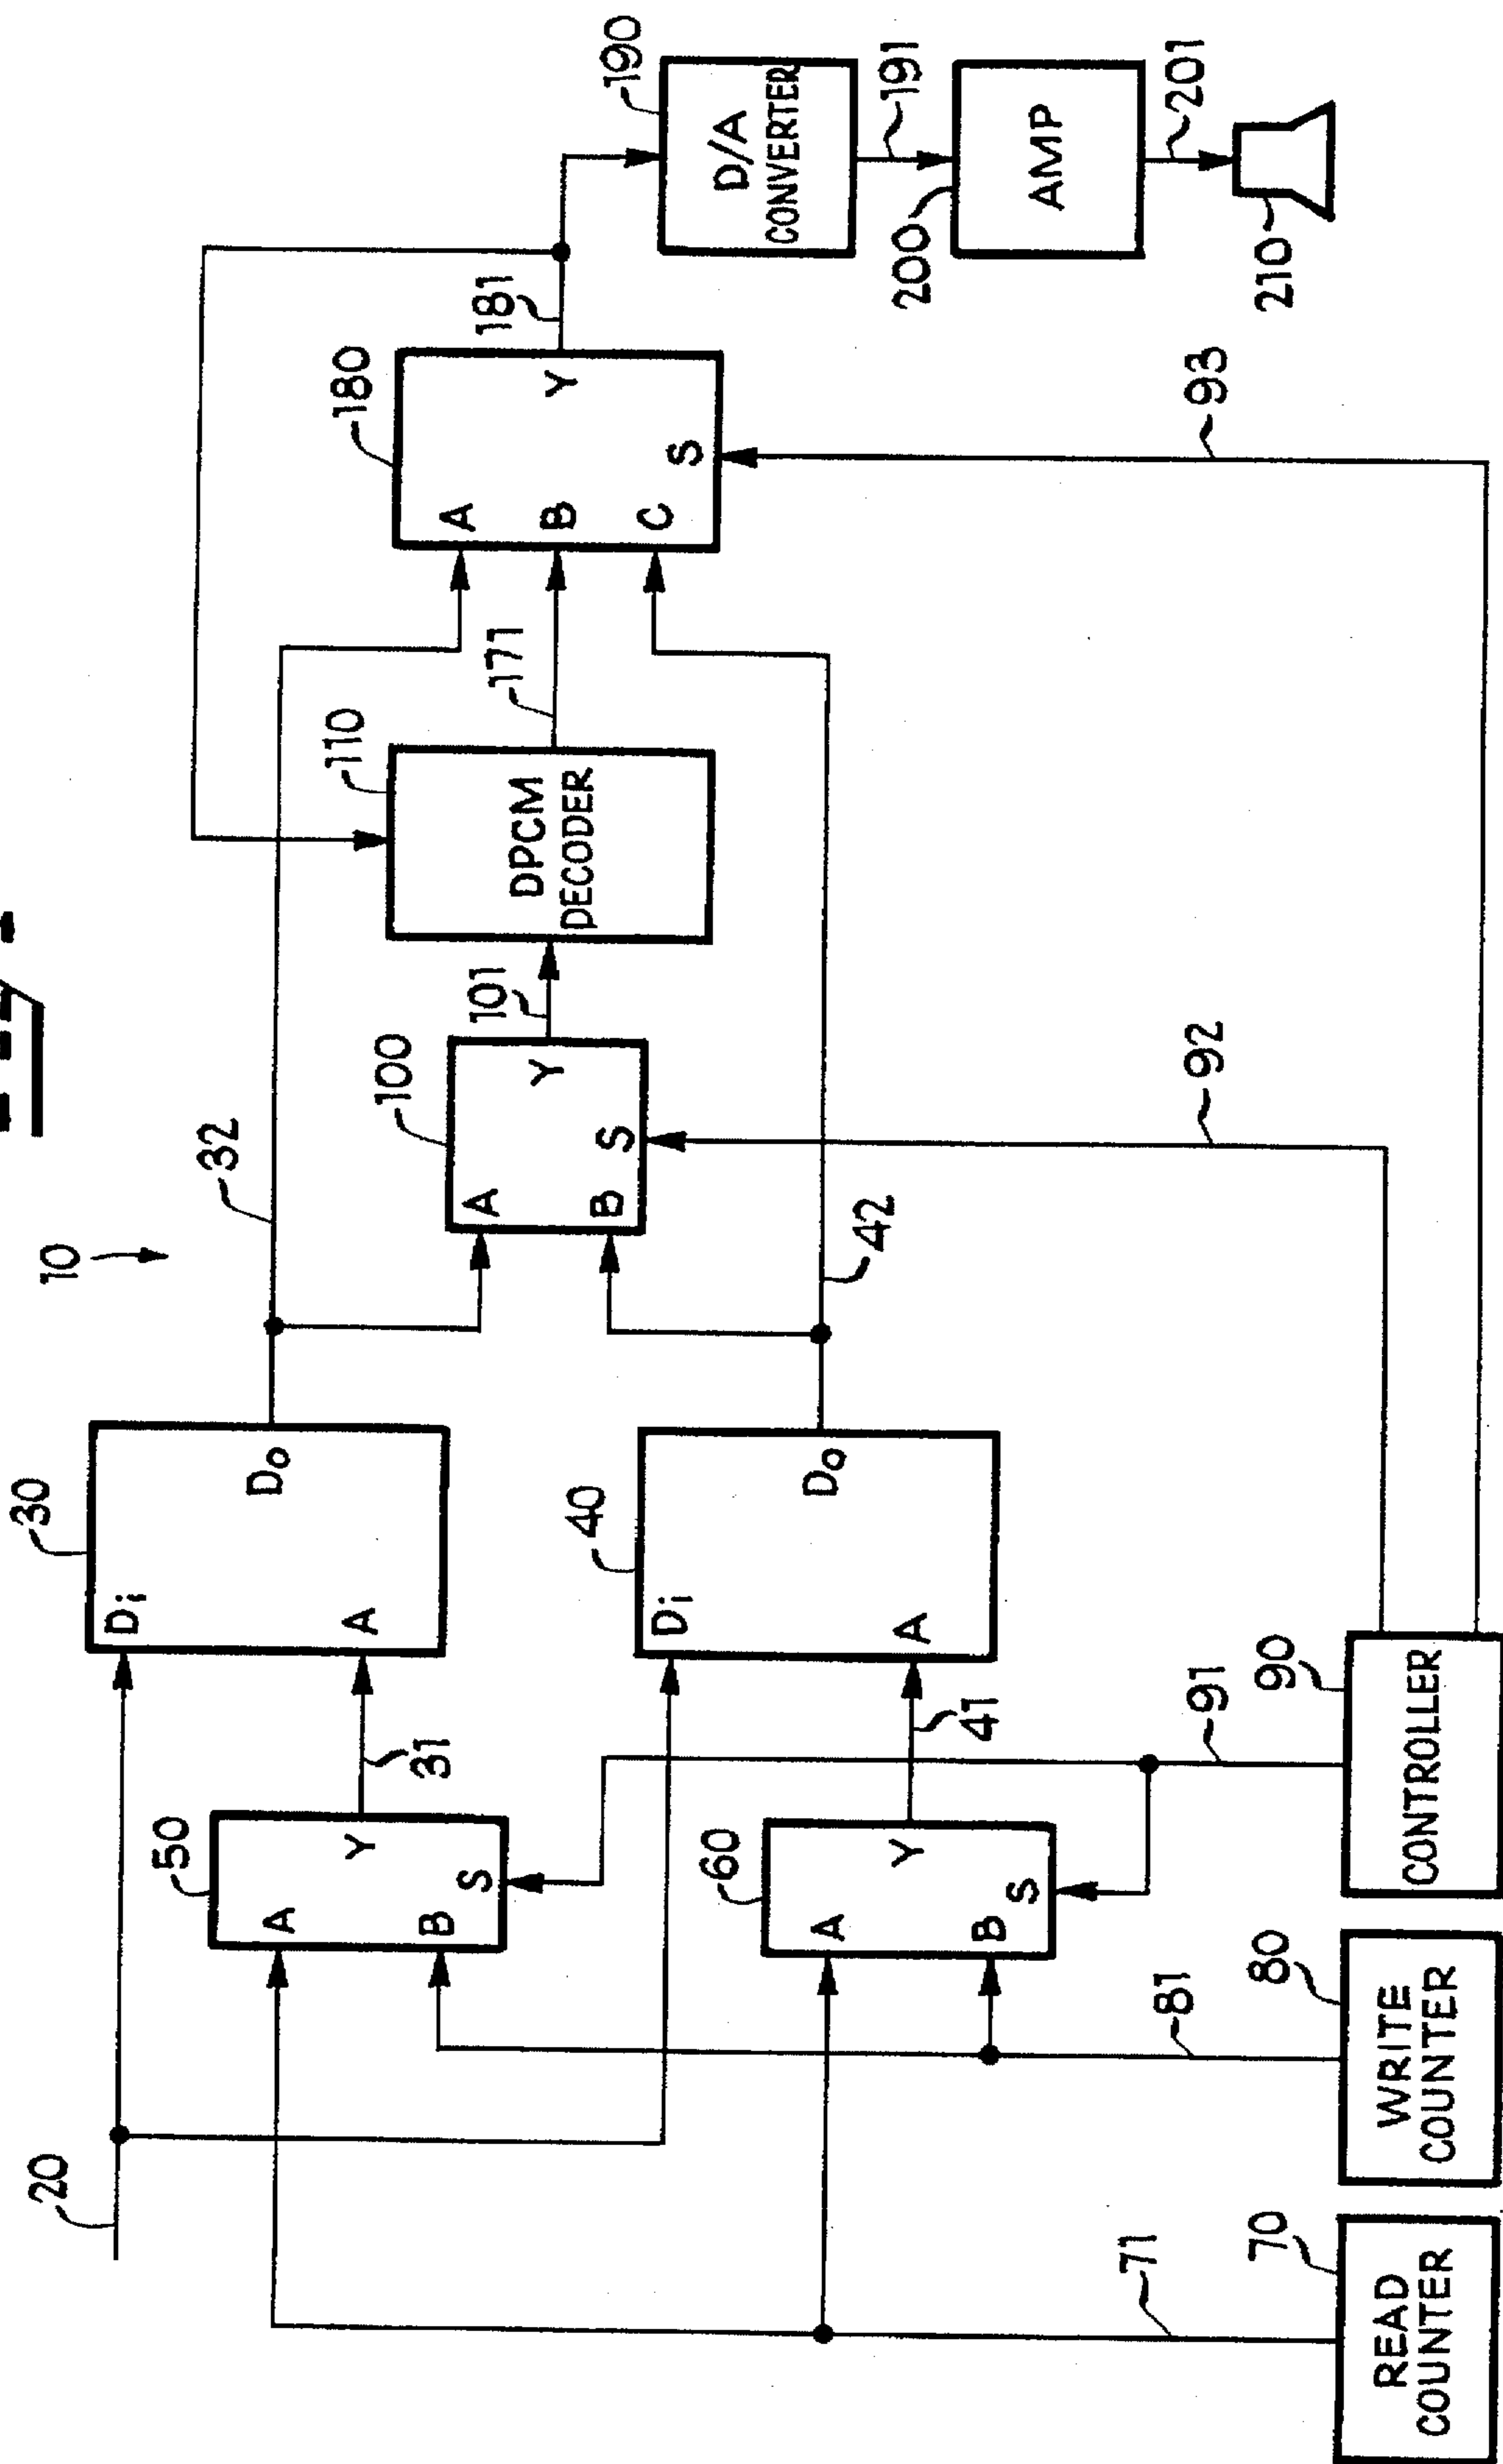 10
20
30
Di
Do
A
31
32
50
A
Y
B
S
40
Di
Do
A
41
42
60
A
Y
B
S
100
A
Y
B
S
101
110
DPCM
DECODER
171
180
A
B
Y
C
S
181
190
D/A
CONVERTER
191
200
AMP
201
210
70
READ
COUNTER
71
80
WRITE
COUNTER
81
90
CONTROLLER
91
92
93